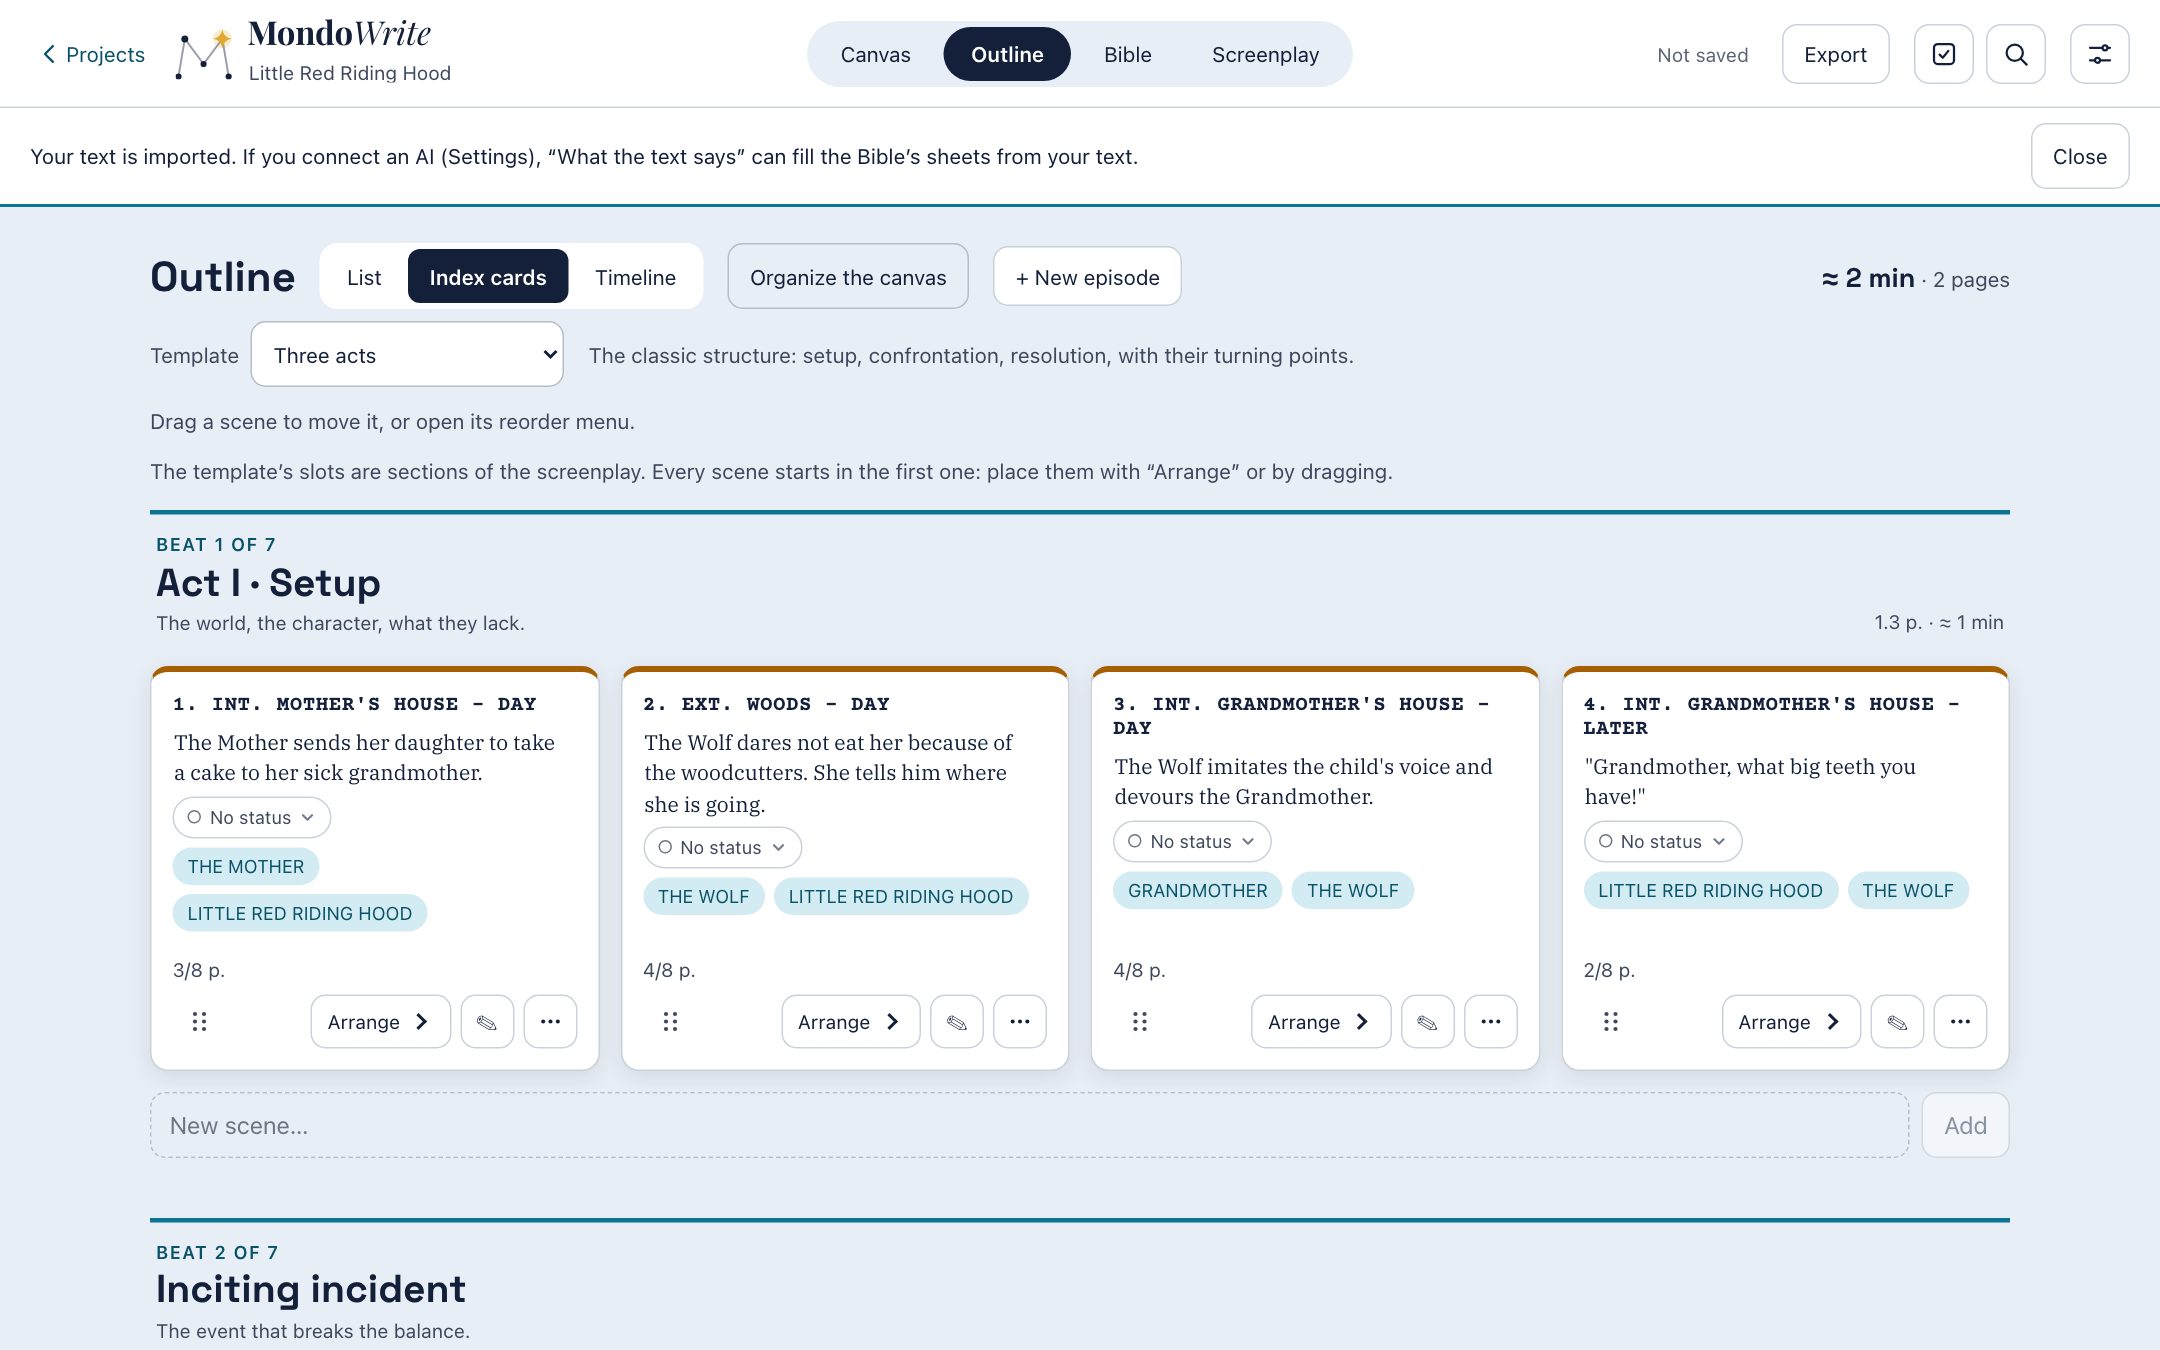 Projects
MondoWrite
Little Red Riding Hood
Canvas
Outline
Bible
Screenplay
Not saved
Export
Your text is imported. If you connect an AI (Settings), “What the text says” can fill the Bible’s sheets from your text.
Close
Outline
List
Index cards
Timeline
Organize the canvas
+ New episode
≈ 2 min · 2 pages
Template
Three acts
The classic structure: setup, confrontation, resolution, with their turning points.
Drag a scene to move it, or open its reorder menu.
The template’s slots are sections of the screenplay. Every scene starts in the first one: place them with “Arrange” or by dragging.
BEAT 1 OF 7
Act I · Setup
The world, the character, what they lack.
1.3 p. · ≈ 1 min
1. INT. MOTHER'S HOUSE - DAY
The Mother sends her daughter to take
a cake to her sick grandmother.
No status
THE MOTHER
LITTLE RED RIDING HOOD
3/8 p.
Arrange
2. EXT. WOODS - DAY
The Wolf dares not eat her because of
the woodcutters. She tells him where
she is going.
No status
THE WOLF
LITTLE RED RIDING HOOD
4/8 p.
Arrange
3. INT. GRANDMOTHER'S HOUSE -
DAY
The Wolf imitates the child's voice and
devours the Grandmother.
No status
GRANDMOTHER
THE WOLF
4/8 p.
Arrange
4. INT. GRANDMOTHER'S HOUSE -
LATER
"Grandmother, what big teeth you
have!"
No status
LITTLE RED RIDING HOOD
THE WOLF
2/8 p.
Arrange
New scene…
Add
BEAT 2 OF 7
Inciting incident
The event that breaks the balance.